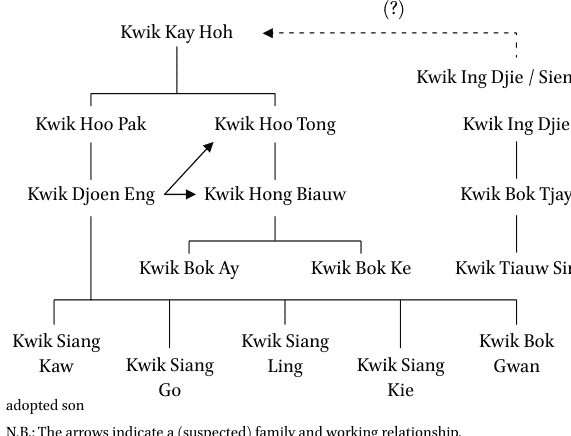 (?)
Kwik Kay Hoh
Kwik Ing Djie / Sien
Kwik Hoo Pak
Kwik Hoo Tong
Kwik Ing Djie
Kwik Djoen Eng
Kwik Hong Biauw
Kwik Bok Tjay
Kwik Bok Ay
Kwik Bok Ke
Kwik Tiauw Sin
Kwik Siang
Kaw
Kwik Siang
Go
Kwik Siang
Ling
Kwik Siang
Kie
Kwik Bok
Gwan
adopted son
N.B.: The arrows indicate a (suspected) family and working relationship.